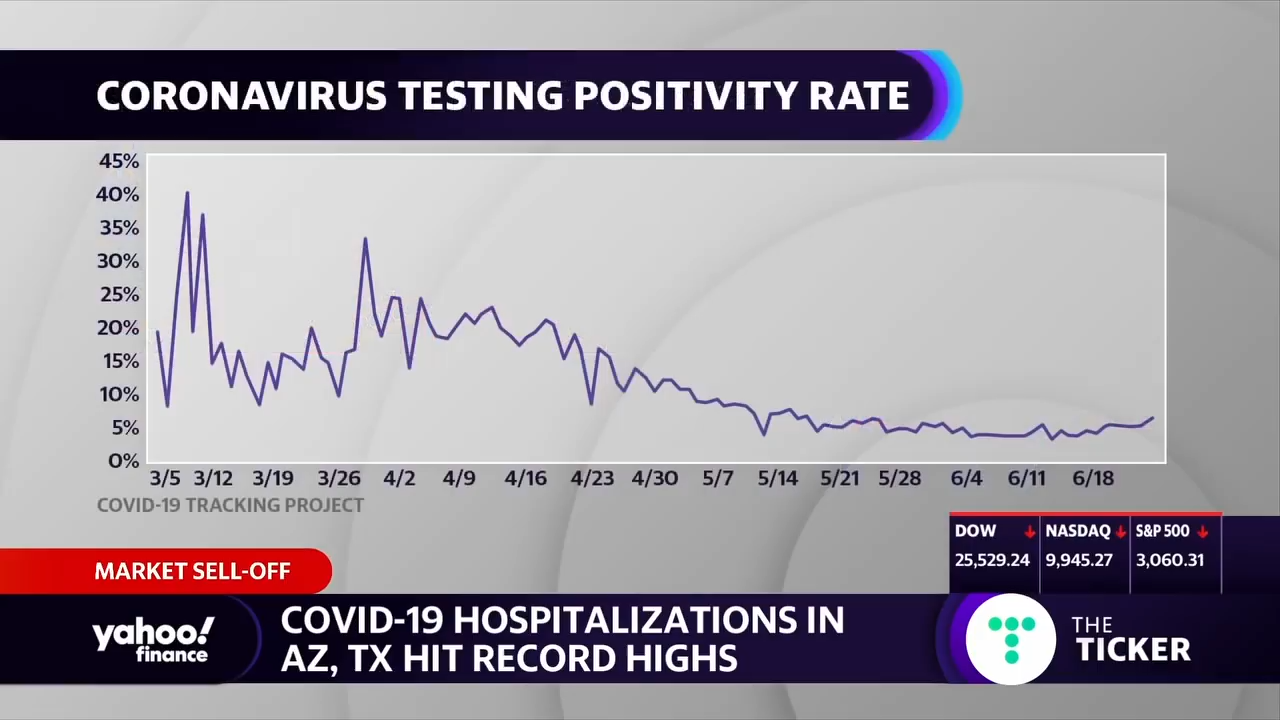 CORONAVIRUS TESTING POSITIVITY RATE
45%
40%
35%
30%
25%
20%
15%
10%
5%
0%
3/5 3/12 3/19 3/26 4/2 4/9 4/16 4/23 4/30 5/7 5/14 5/21 5/28 6/4 6/11 6/18
COVID-19 TRACKING PROJECT
DOW NASDAQ S&P 500
25,529.24 9,945.27 3,060.31
MARKET SELL-OFF
yahoo!
finance
COVID-19 HOSPITALIZATIONS IN
AZ, TX HIT RECORD HIGHS
THE
TICKER